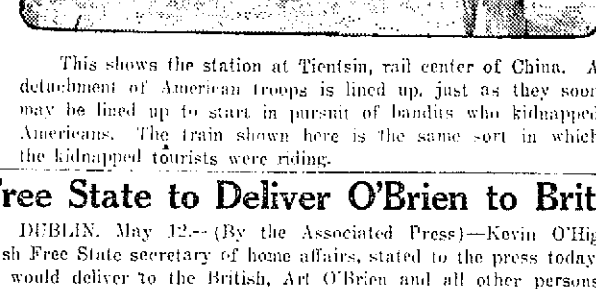 This shows the station at Tientsin, rail center of China. A
detachment of American troops is lined up, just as they soon
may be lined up to start in pursuit of bandits who kidnapped
Americans. The train shown here is the same sort in which
the kidnapped tourists were riding.
Free State to Deliver O'Brien to Brit
DUBLIN, May 12.--(By the Associated Press)—Kevin O'Hig
sh Free State secretary of home affairs, stated to the press today
would deliver to the British, Art O'Brien and all other persons